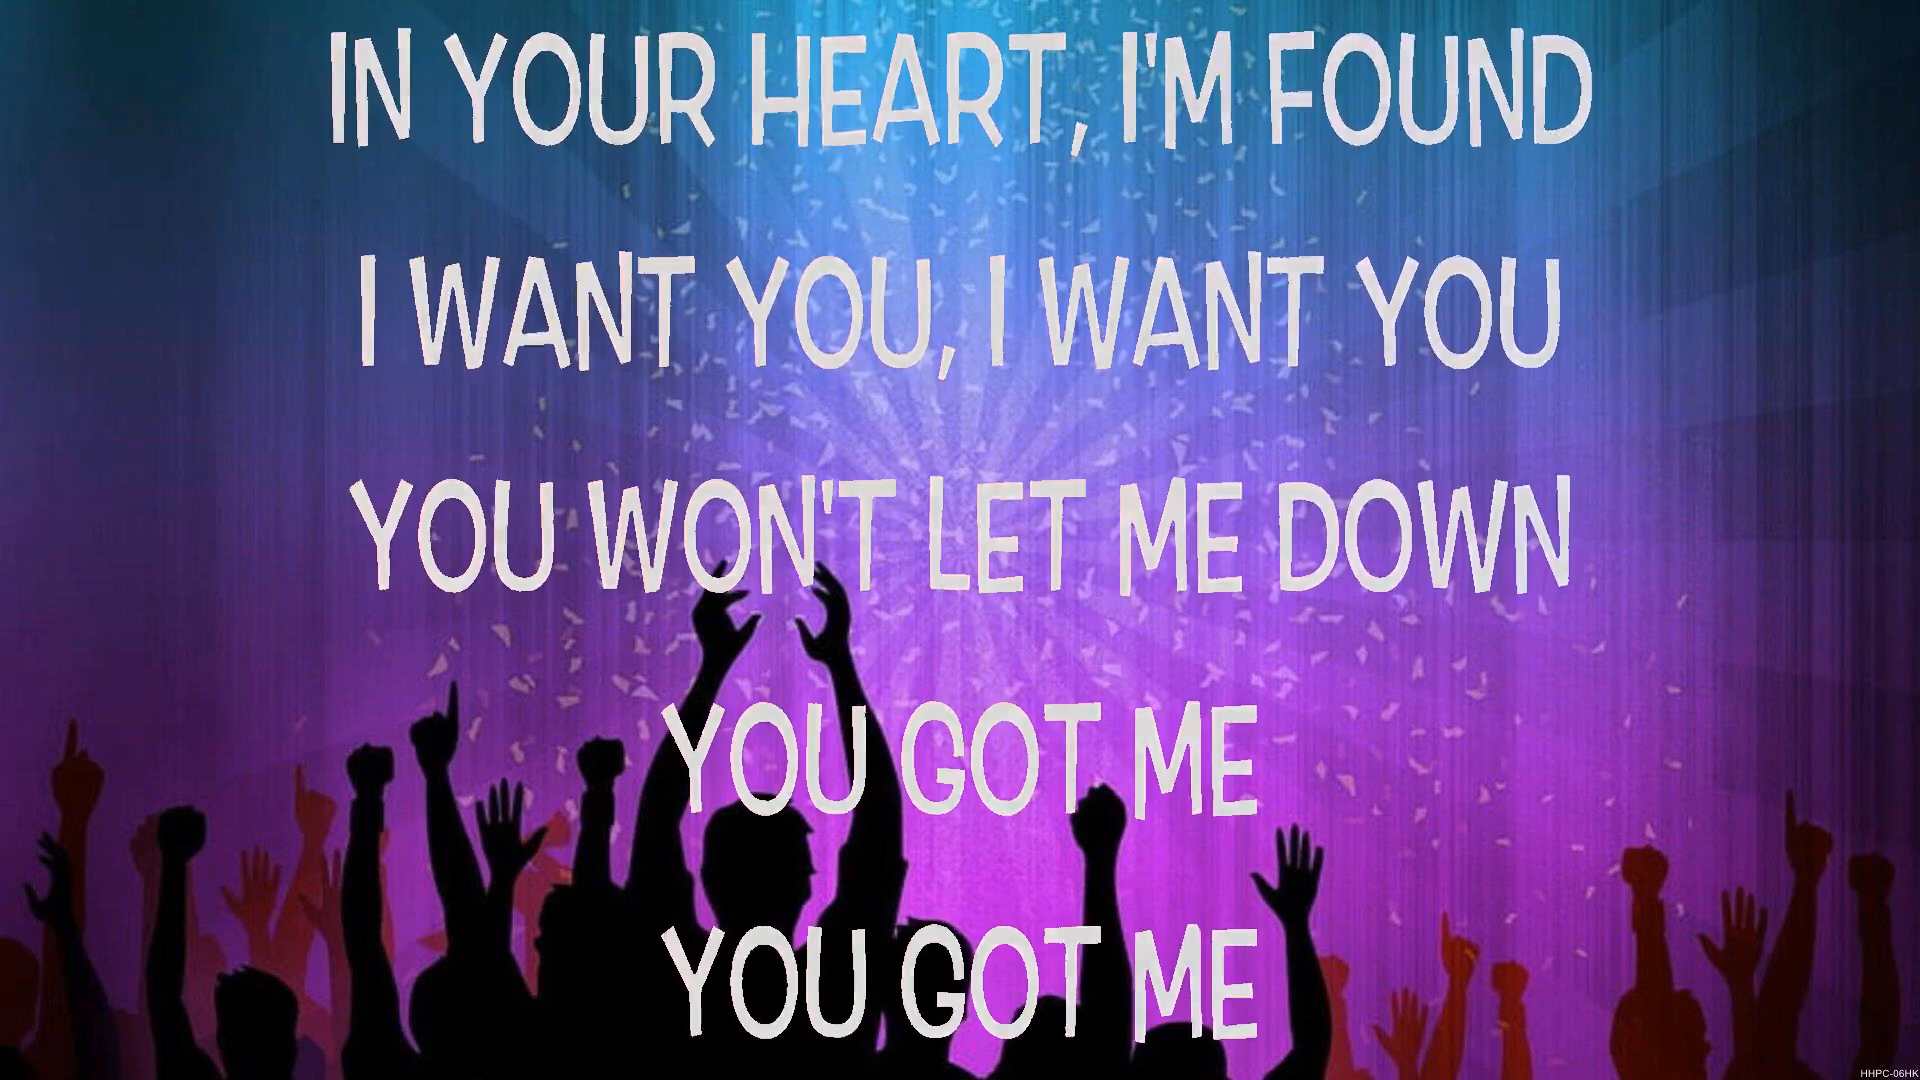 IN YOUR HEART, I'M FOUND
I WANT YOU, I WANT YOU
YOU WON'T LET ME DOWN
YOU GOT ME
YOU GOT ME
HHPC-06HK